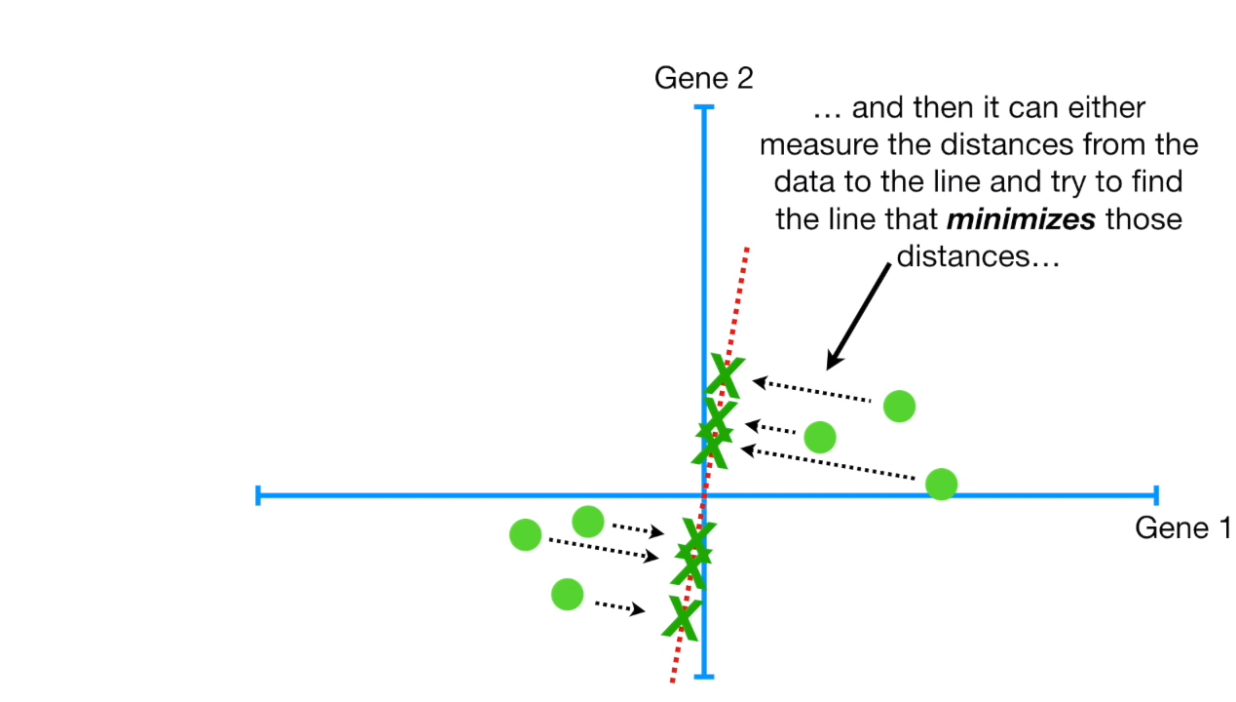 Gene 2
… and then it can either
measure the distances from the
data to the line and try to find
the line that minimizes those
distances…
Gene 1